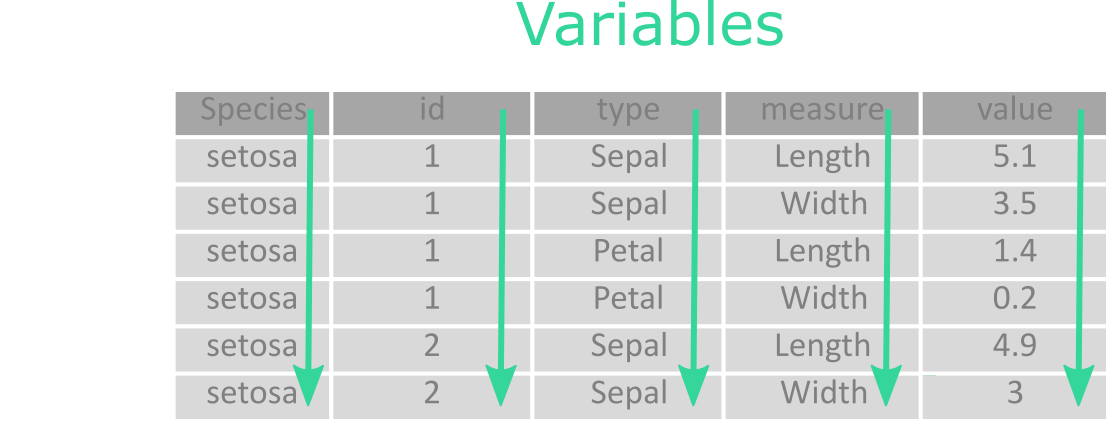 Variables
Species id type measure value
setosa 1 Sepal Length 5.1
setosa 1 Sepal Width 3.5
setosa 1 Petal Length 1.4
setosa 1 Petal Width 0.2
setosa 2 Sepal Length 4.9
setosa 2 Sepal Width 3